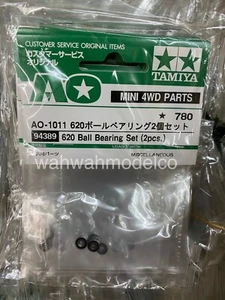 CUSTOMER SERVICE ORIGINAL ITEMS
カスタマーサービス
オリジナル
AO
TAMIYA
MINI 4WD PARTS
★ 780
AO-1011 620ボールベアリング2個セット
94389 620 Ball Bearing Set (2pcs.)
MISCELLANEOUS
wahwahmodelco